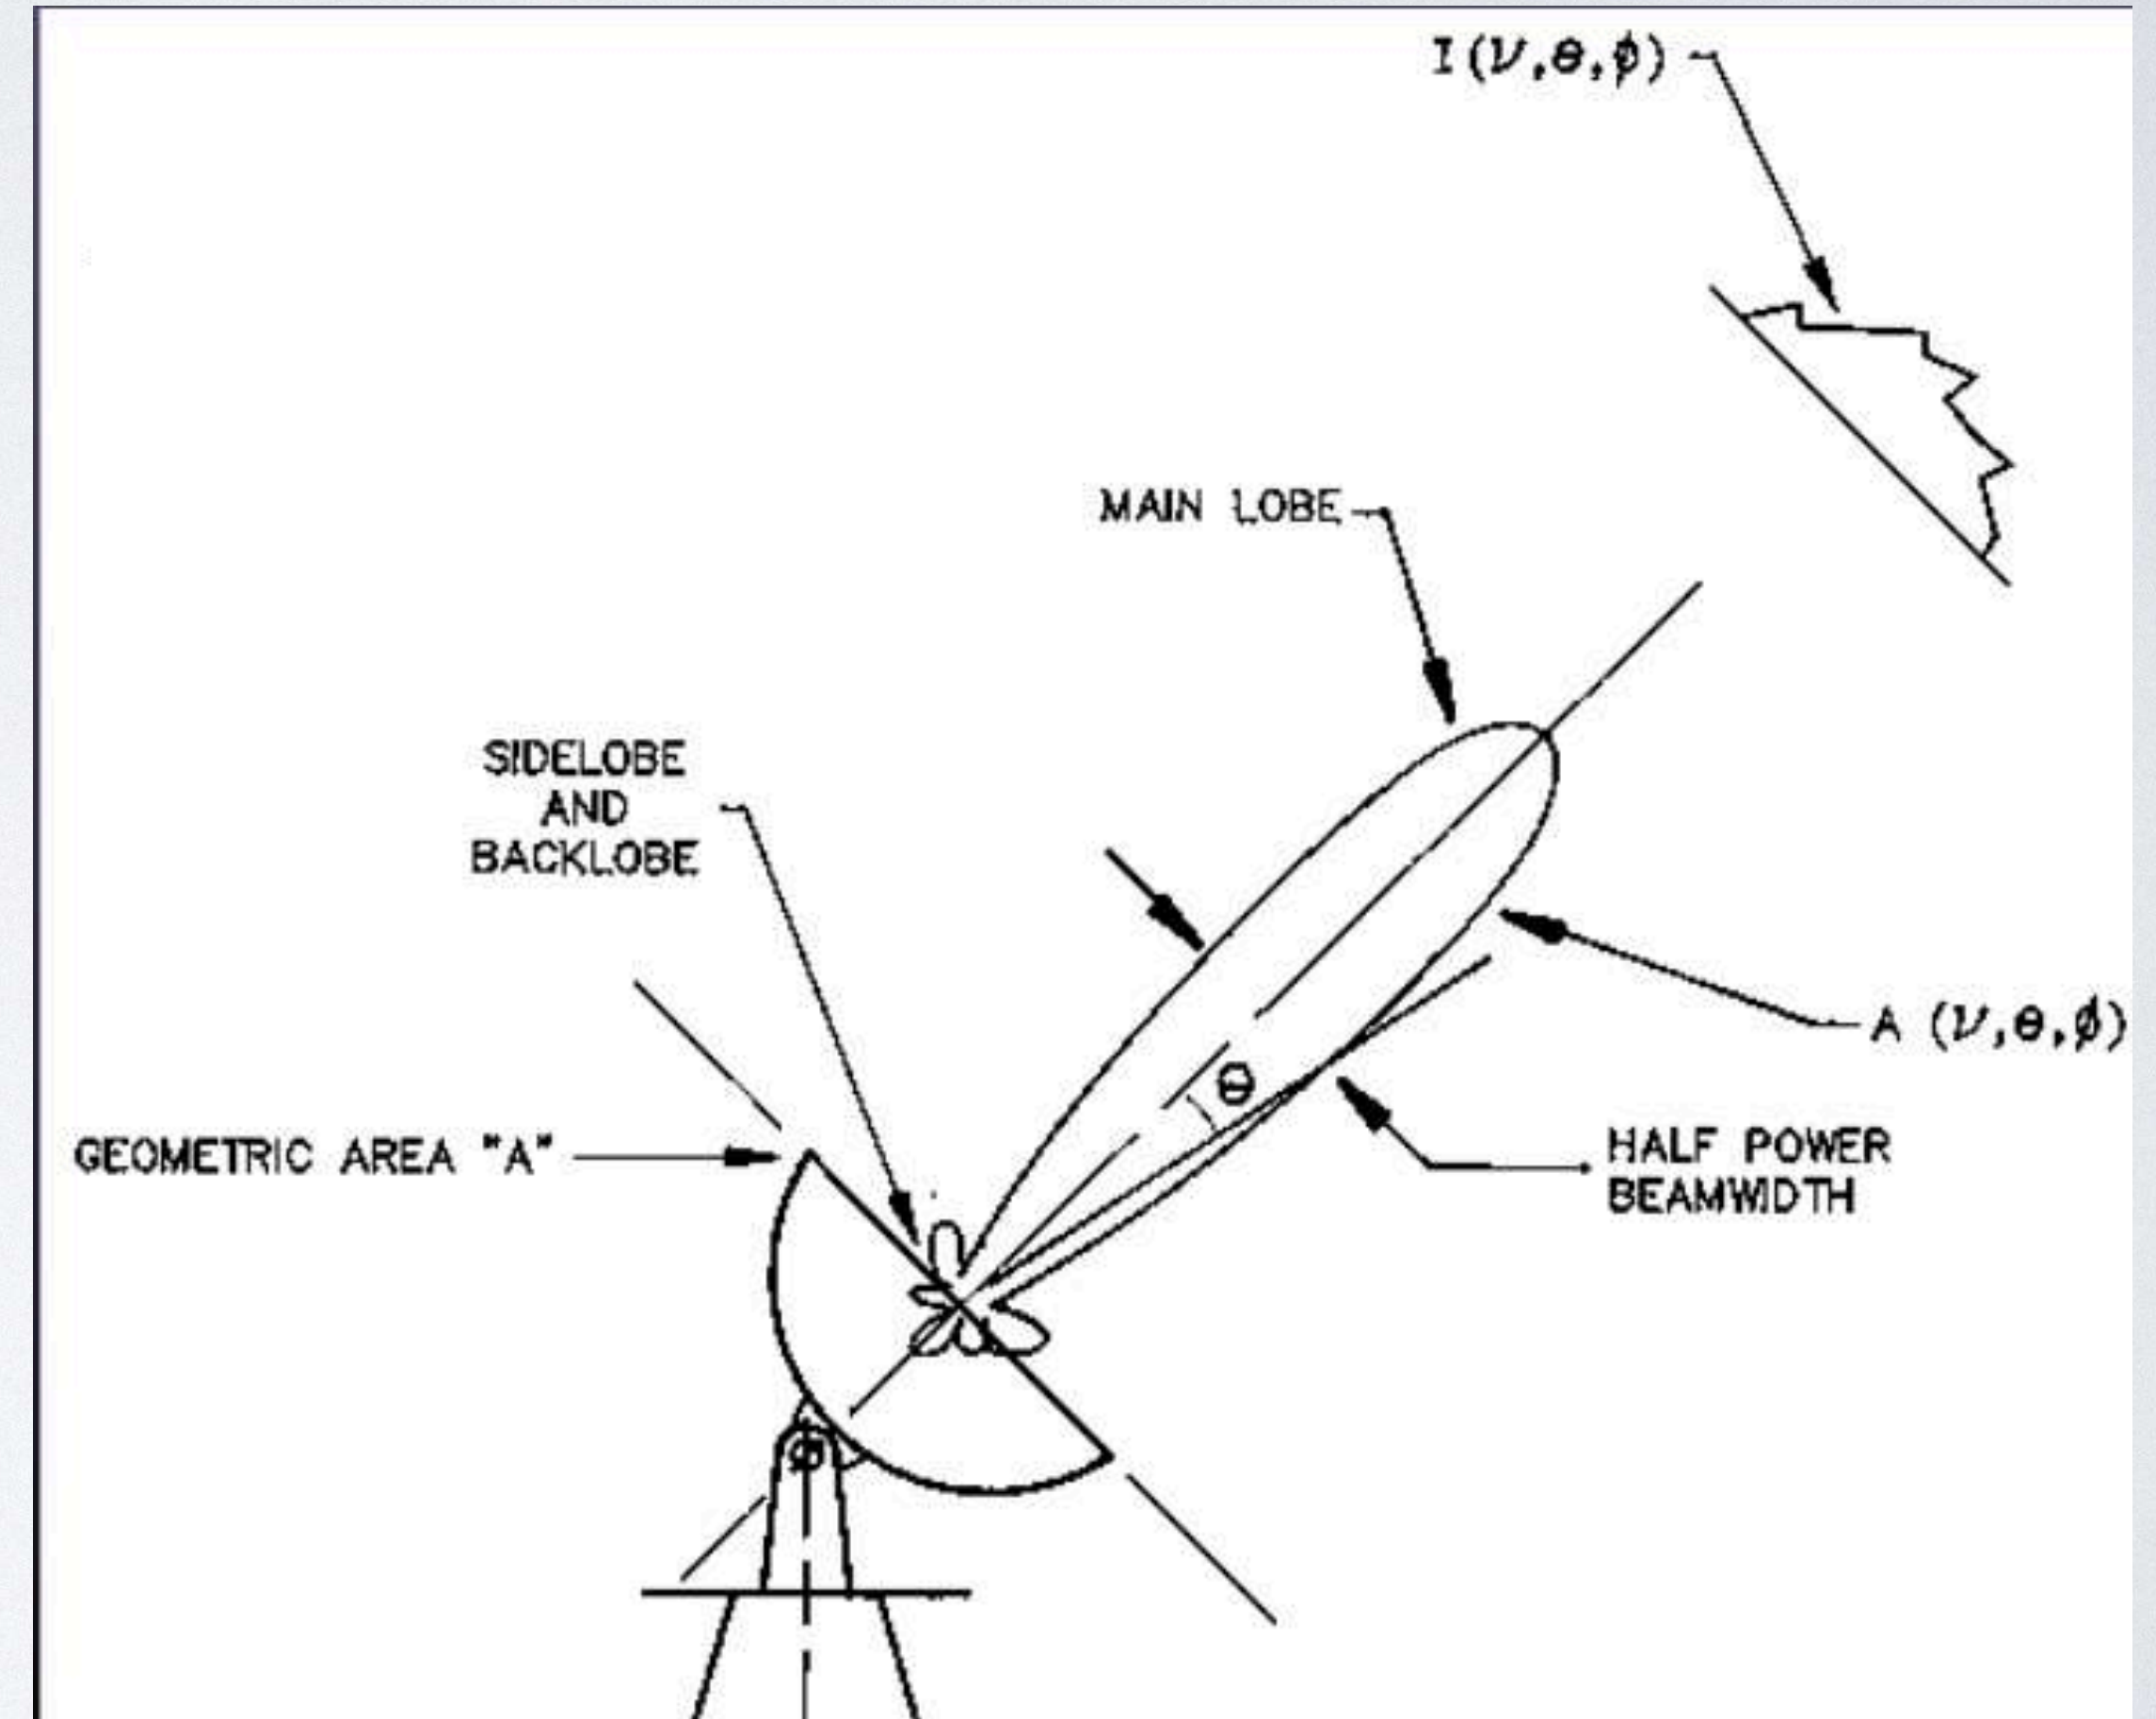 I(ν,θ,ϕ)
MAIN LOBE
SIDELOBE
AND
BACKLOBE
A (ν,θ,ϕ)
θ
GEOMETRIC AREA "A"
HALF POWER
BEAMWIDTH
ϕ